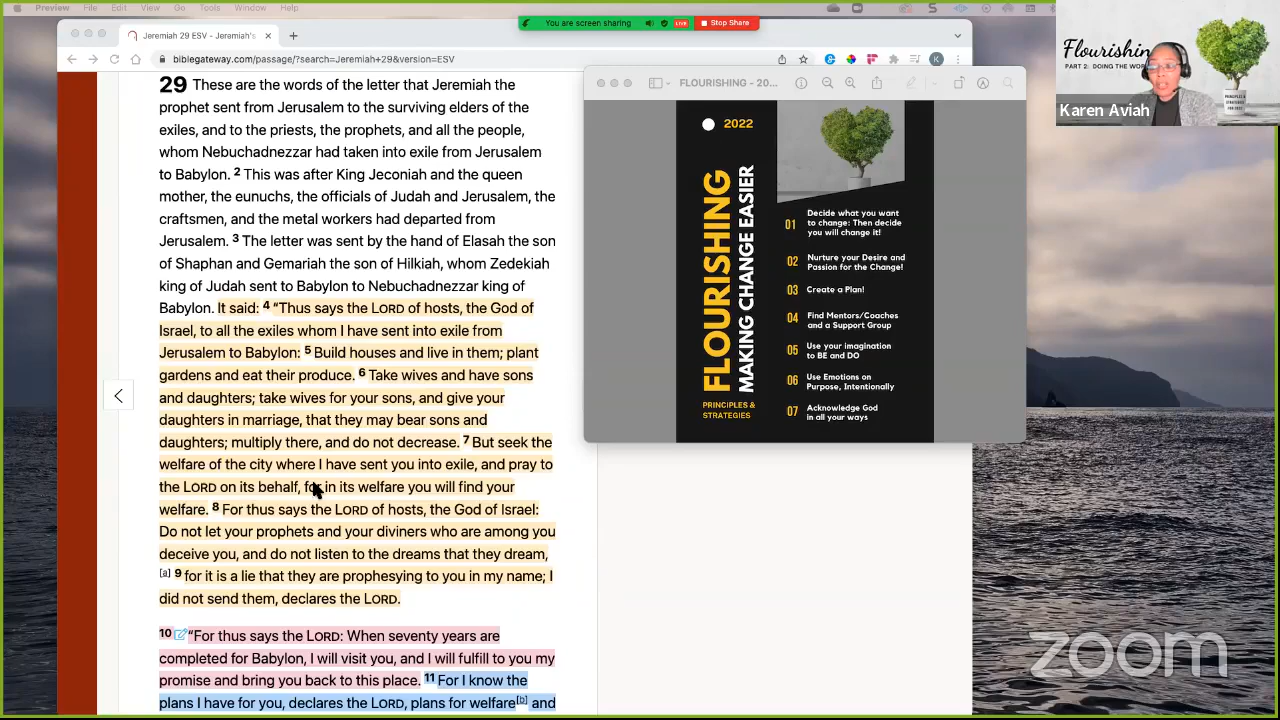 Preview File Edit View Go Tools Window Help
You are screen sharing LIVE Stop Share
Jeremiah 29 ESV - Jeremiah's
biblegateway.com/passage/?search=Jeremiah+29&version=ESV
29 These are the words of the letter that Jeremiah the
prophet sent from Jerusalem to the surviving elders of the
exiles, and to the priests, the prophets, and all the people,
whom Nebuchadnezzar had taken into exile from Jerusalem
to Babylon. 2 This was after King Jeconiah and the queen
mother, the eunuchs, the officials of Judah and Jerusalem, the
craftsmen, and the metal workers had departed from
Jerusalem. 3 The letter was sent by the hand of Elasah the son
of Shaphan and Gemariah the son of Hilkiah, whom Zedekiah
king of Judah sent to Babylon to Nebuchadnezzar king of
Babylon. It said: 4 “Thus says the LORD of hosts, the God of
Israel, to all the exiles whom I have sent into exile from
Jerusalem to Babylon: 5 Build houses and live in them; plant
gardens and eat their produce. 6 Take wives and have sons
and daughters; take wives for your sons, and give your
daughters in marriage, that they may bear sons and
daughters; multiply there, and do not decrease. 7 But seek the
welfare of the city where I have sent you into exile, and pray to
the LORD on its behalf, for in its welfare you will find your
welfare. 8 For thus says the LORD of hosts, the God of Israel:
Do not let your prophets and your diviners who are among you
deceive you, and do not listen to the dreams that they dream,
[a] 9 for it is a lie that they are prophesying to you in my name; I
did not send them, declares the LORD.
10 “For thus says the LORD: When seventy years are
completed for Babylon, I will visit you, and I will fulfill to you my
promise and bring you back to this place. 11 For I know the
plans I have for you, declares the LORD, plans for welfare[b] and
FLOURISHING - 20...
2022
FLOURISHING
MAKING CHANGE EASIER
PRINCIPLES &
STRATEGIES
01 Decide what you want
to change: Then decide
you will change it!
02 Nurture your Desire and
Passion for the Change!
03 Create a Plan!
04 Find Mentors/Coaches
and a Support Group
05 Use your imagination
to BE and DO
06 Use Emotions on
Purpose, Intentionally
07 Acknowledge God
in all your ways
Flourishin
PART 2: DOING THE WOR
Karen Aviah
zoom